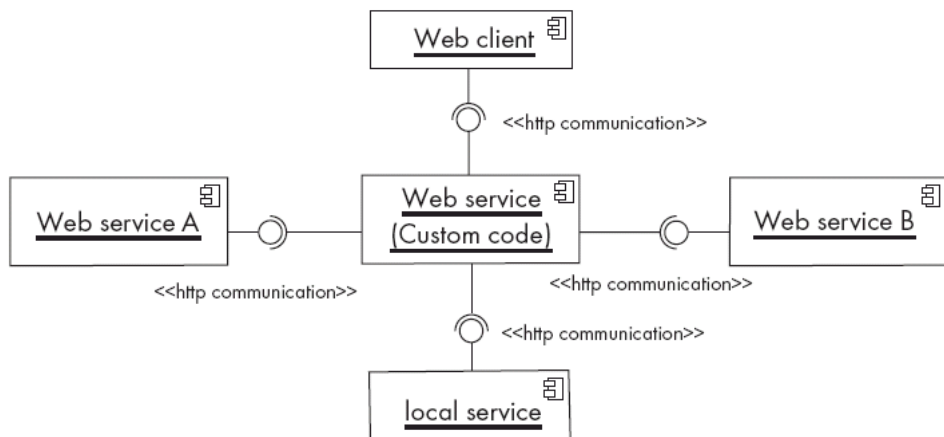 Web client
<<http communication>>
Web service A
Web service
(Custom code)
Web service B
<<http communication>>
<<http communication>>
<<http communication>>
local service